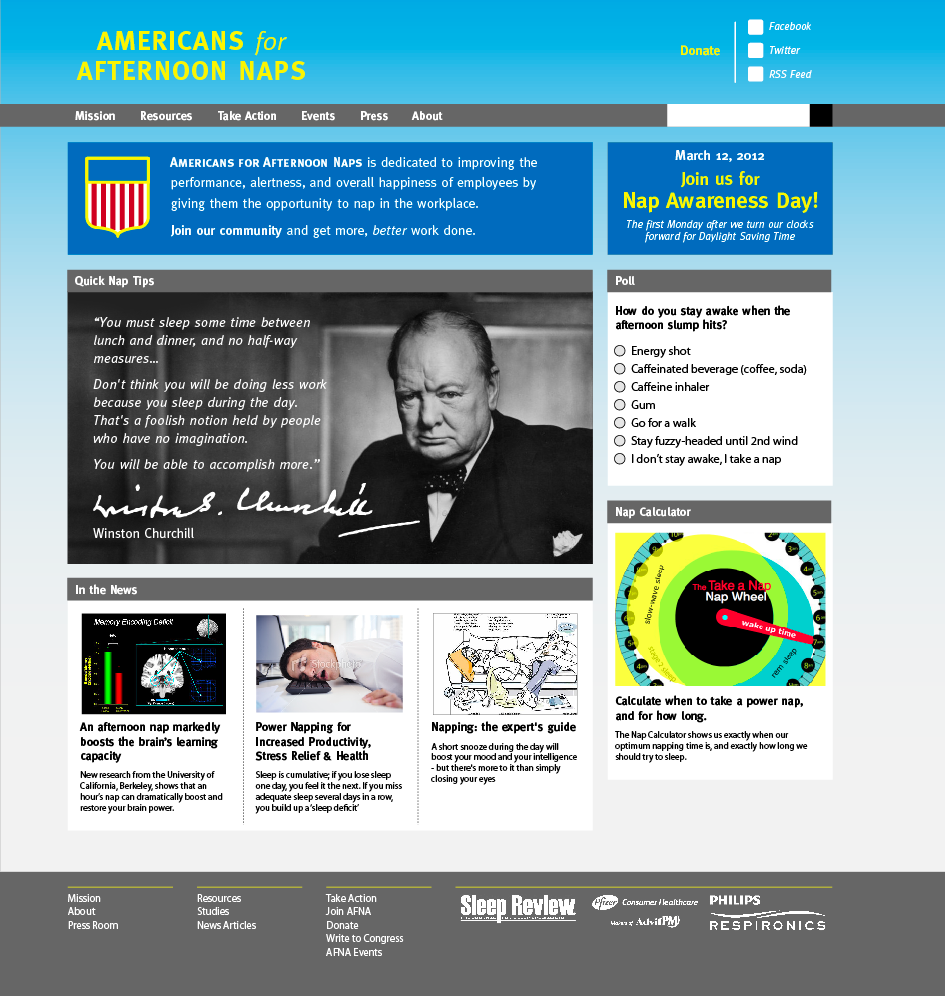 AMERICANS for
AFTERNOON NAPS
Donate
Facebook
Twitter
RSS Feed
Mission
Resources
Take Action
Events
Press
About
AMERICANS FOR AFTERNOON NAPS is dedicated to improving the
performance, alertness, and overall happiness of employees by
giving them the opportunity to nap in the workplace.
Join our community and get more, better work done.
March 12, 2012
Join us for
Nap Awareness Day!
The first Monday after we turn our clocks
forward for Daylight Saving Time
Quick Nap Tips
“You must sleep some time between
lunch and dinner, and no half-way
measures...
Don't think you will be doing less work
because you sleep during the day.
That's a foolish notion held by people
who have no imagination.
You will be able to accomplish more.”
Winston S. Churchill
Winston Churchill
Poll
How do you stay awake when the
afternoon slump hits?
Energy shot
Caffeinated beverage (coffee, soda)
Caffeine inhaler
Gum
Go for a walk
Stay fuzzy-headed until 2nd wind
I don’t stay awake, I take a nap
Nap Calculator
The Take a Nap
Nap Wheel
wake up time
slow-wave sleep
stage 2 sleep
rem sleep
Calculate when to take a power nap,
and for how long.
The Nap Calculator shows us exactly when our
optimum napping time is, and exactly how long we
should try to sleep.
In the News
Memory Encoding Deficit
An afternoon nap markedly
boosts the brain’s learning
capacity
New research from the University of
California, Berkeley, shows that an
hour’s nap can dramatically boost and
restore your brain power.
iStockphoto
Power Napping for
Increased Productivity,
Stress Relief & Health
Sleep is cumulative; if you lose sleep
one day, you feel it the next. If you miss
adequate sleep several days in a row,
you build up a ‘sleep deficit’
Napping: the expert's guide
A short snooze during the day will
boost your mood and your intelligence
- but there's more to it than simply
closing your eyes
Mission
About
Press Room
Resources
Studies
News Articles
Take Action
Join AFNA
Donate
Write to Congress
AFNA Events
Sleep Review
Pfizer Consumer Healthcare
Makers of Advil PM
PHILIPS
RESPIRONICS